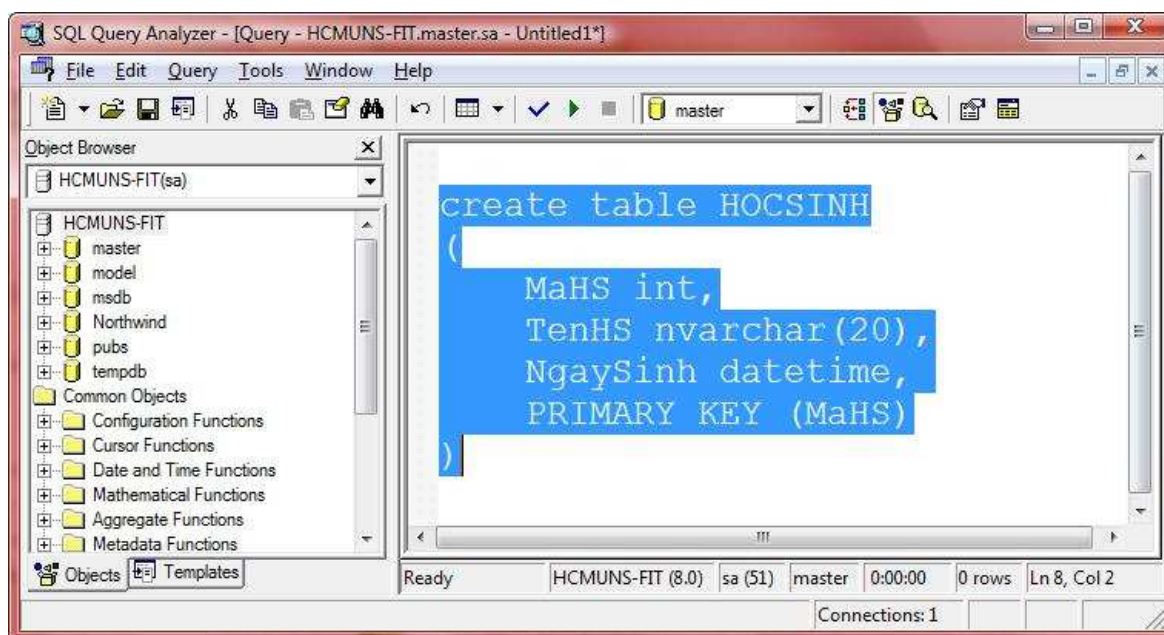 SQL Query Analyzer - [Query - HCMUNS-FIT.master.sa - Untitled1*]
File Edit Query Tools Window Help
master
Object Browser
HCMUNS-FIT(sa)
HCMUNS-FIT
master
model
msdb
Northwind
pubs
tempdb
Common Objects
Configuration Functions
Cursor Functions
Date and Time Functions
Mathematical Functions
Aggregate Functions
Metadata Functions
Objects Templates
create table HOCSINH
(
MaHS int,
TenHS nvarchar(20),
NgaySinh datetime,
PRIMARY KEY (MaHS)
)
Ready HCMUNS-FIT (8.0) sa (51) master 0:00:00 0 rows Ln 8, Col 2
Connections: 1